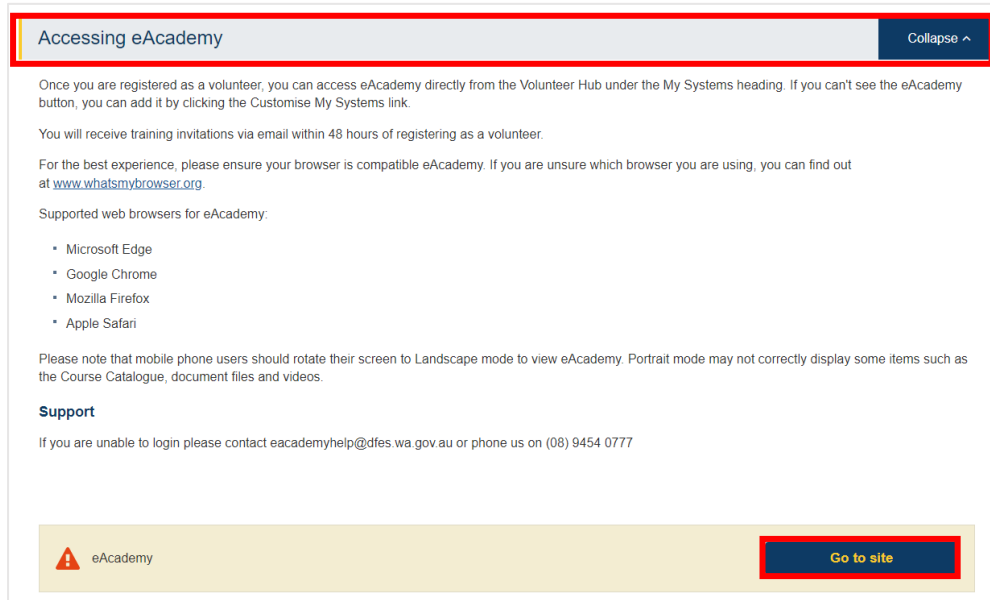 Accessing eAcademy
Collapse
Once you are registered as a volunteer, you can access eAcademy directly from the Volunteer Hub under the My Systems heading. If you can't see the eAcademy
button, you can add it by clicking the Customise My Systems link.
You will receive training invitations via email within 48 hours of registering as a volunteer.
For the best experience, please ensure your browser is compatible eAcademy. If you are unsure which browser you are using, you can find out
at www.whatsmybrowser.org.
Supported web browsers for eAcademy:
Microsoft Edge
Google Chrome
Mozilla Firefox
Apple Safari
Please note that mobile phone users should rotate their screen to Landscape mode to view eAcademy. Portrait mode may not correctly display some items such as
the Course Catalogue, document files and videos.
Support
If you are unable to login please contact eacademyhelp@dfes.wa.gov.au or phone us on (08) 9454 0777
eAcademy
Go to site